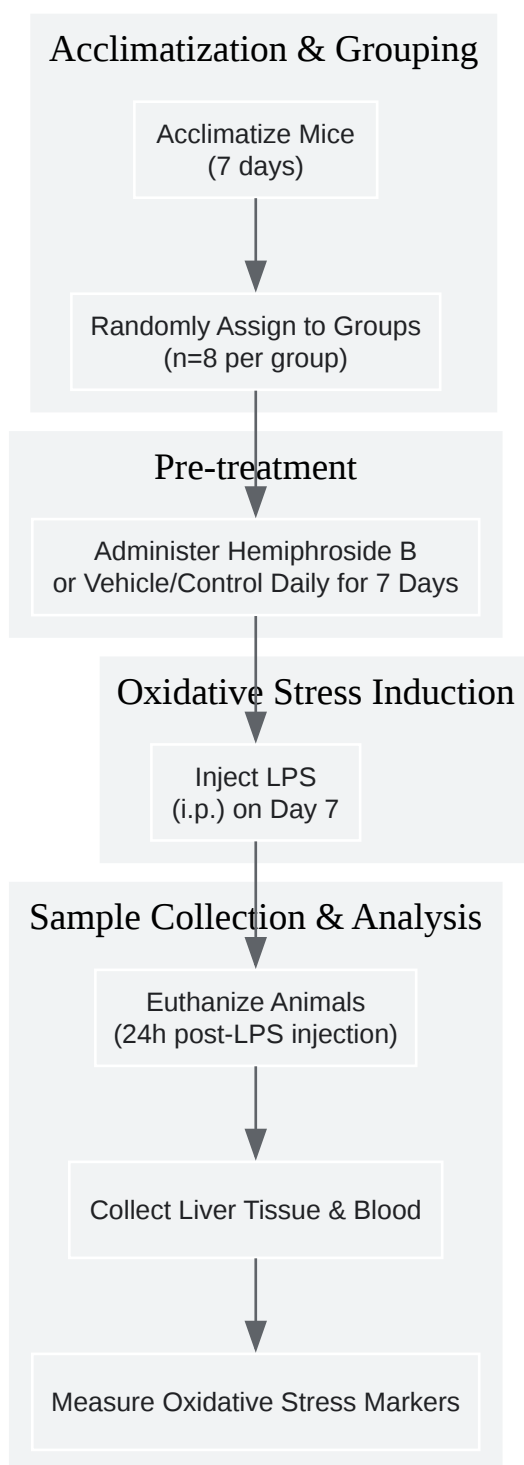 Acclimatization & Grouping
Acclimatize Mice
(7 days)
Randomly Assign to Groups
(n=8 per group)
Pre-treatment
Administer Hemiphroside B
or Vehicle/Control Daily for 7 Days
Oxidative Stress Induction
Inject LPS
(i.p.) on Day 7
Sample Collection & Analysis
Euthanize Animals
(24h post-LPS injection)
Collect Liver Tissue & Blood
Measure Oxidative Stress Markers